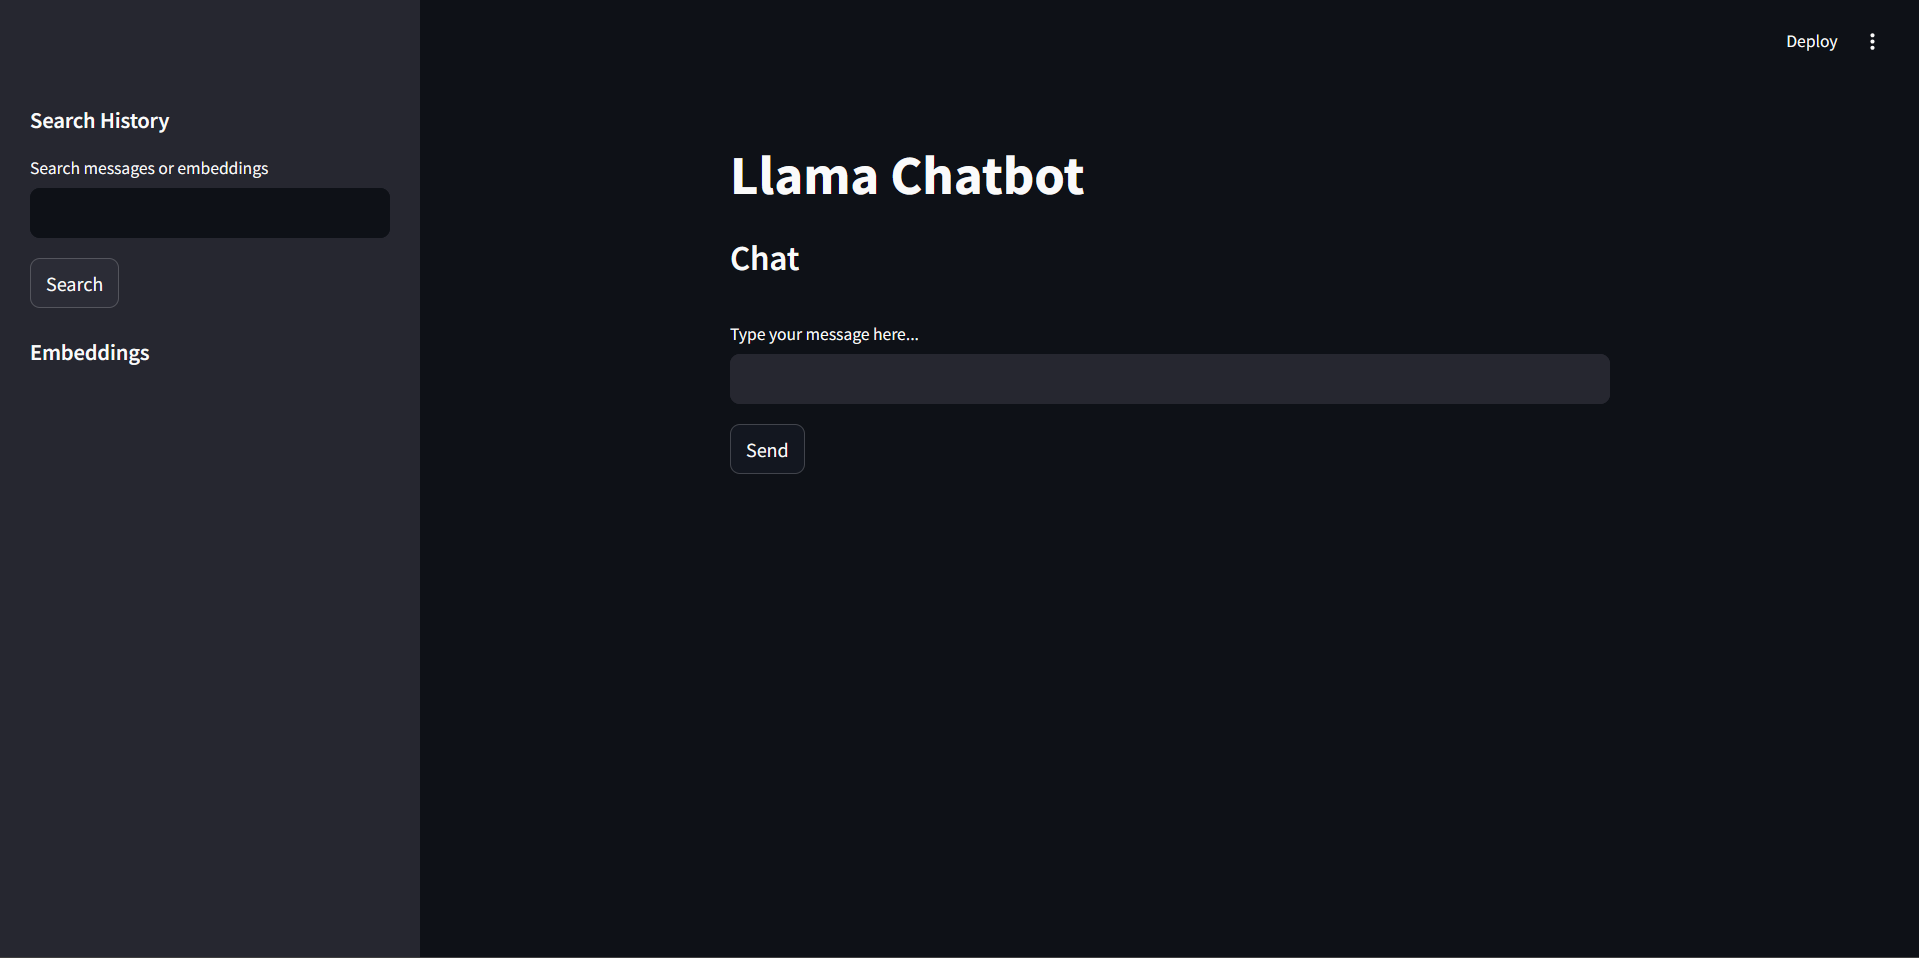 Deploy
Search History
Search messages or embeddings
Search
Embeddings
Llama Chatbot
Chat
Type your message here...
Send